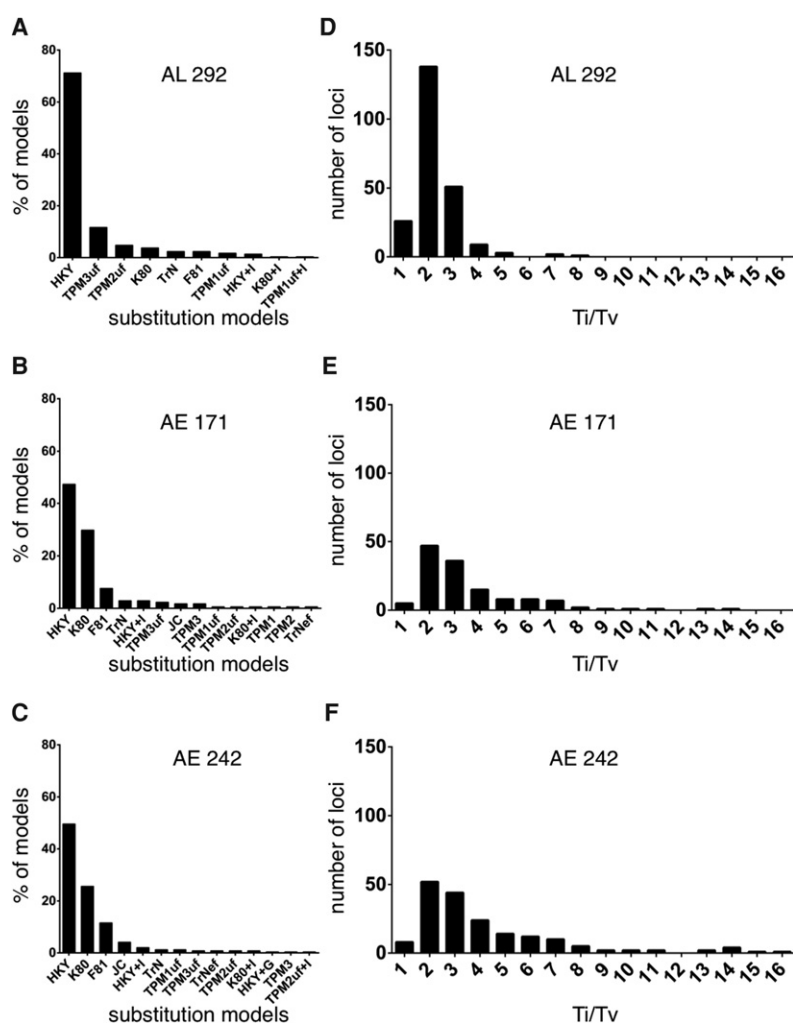 A
80
60
40
20
0
% of models
AL 292
HKY
TPM3uf
TPM2uf
K80
TrN
F81
TPM1uf
HKY+I
K80+I
TPM1uf+I
substitution models
D
150
100
50
0
number of loci
AL 292
1 2 3 4 5 6 7 8 9 10 11 12 13 14 15 16
Ti/Tv
B
80
60
40
20
0
% of models
AE 171
HKY
K80
F81
TrN
HKY+I
TPM3uf
JC
TPM3
TPM1uf
TPM2uf
K80+I
TPM1
TPM2
TrNef
substitution models
E
150
100
50
0
number of loci
AE 171
1 2 3 4 5 6 7 8 9 10 11 12 13 14 15 16
Ti/Tv
C
80
60
40
20
0
% of models
AE 242
HKY
K80
F81
JC
HKY+I
TrN
TPM1uf
TPM3uf
TrNef
TPM2uf
K80+I
HKY+G
TPM3
TPM2uf+I
substitution models
F
150
100
50
0
number of loci
AE 242
1 2 3 4 5 6 7 8 9 10 11 12 13 14 15 16
Ti/Tv